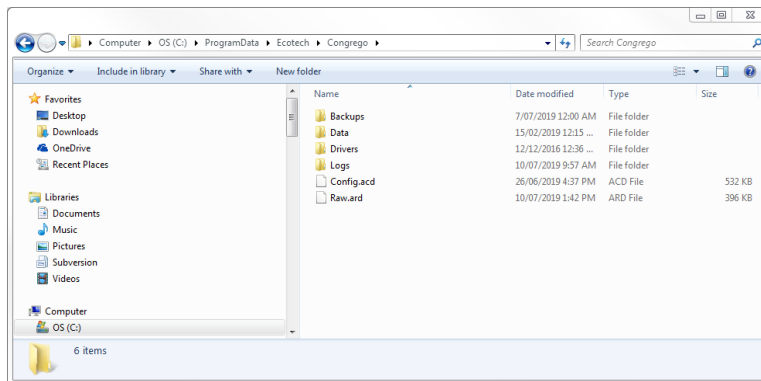 Computer OS (C:) ProgramData Ecotech Congrego Search Congrego
Organize Include in library Share with New folder
Favorites
Desktop
Downloads
OneDrive
Recent Places
Libraries
Documents
Music
Pictures
Subversion
Videos
Computer
OS (C:)
Name Date modified Type Size
Backups 7/07/2019 12:00 AM File folder
Data 15/02/2019 12:15 ... File folder
Drivers 12/12/2016 12:36 ... File folder
Logs 10/07/2019 9:57 AM File folder
Config.acd 26/06/2019 4:37 PM ACD File 532 KB
Raw.ard 10/07/2019 1:42 PM ARD File 396 KB
6 items